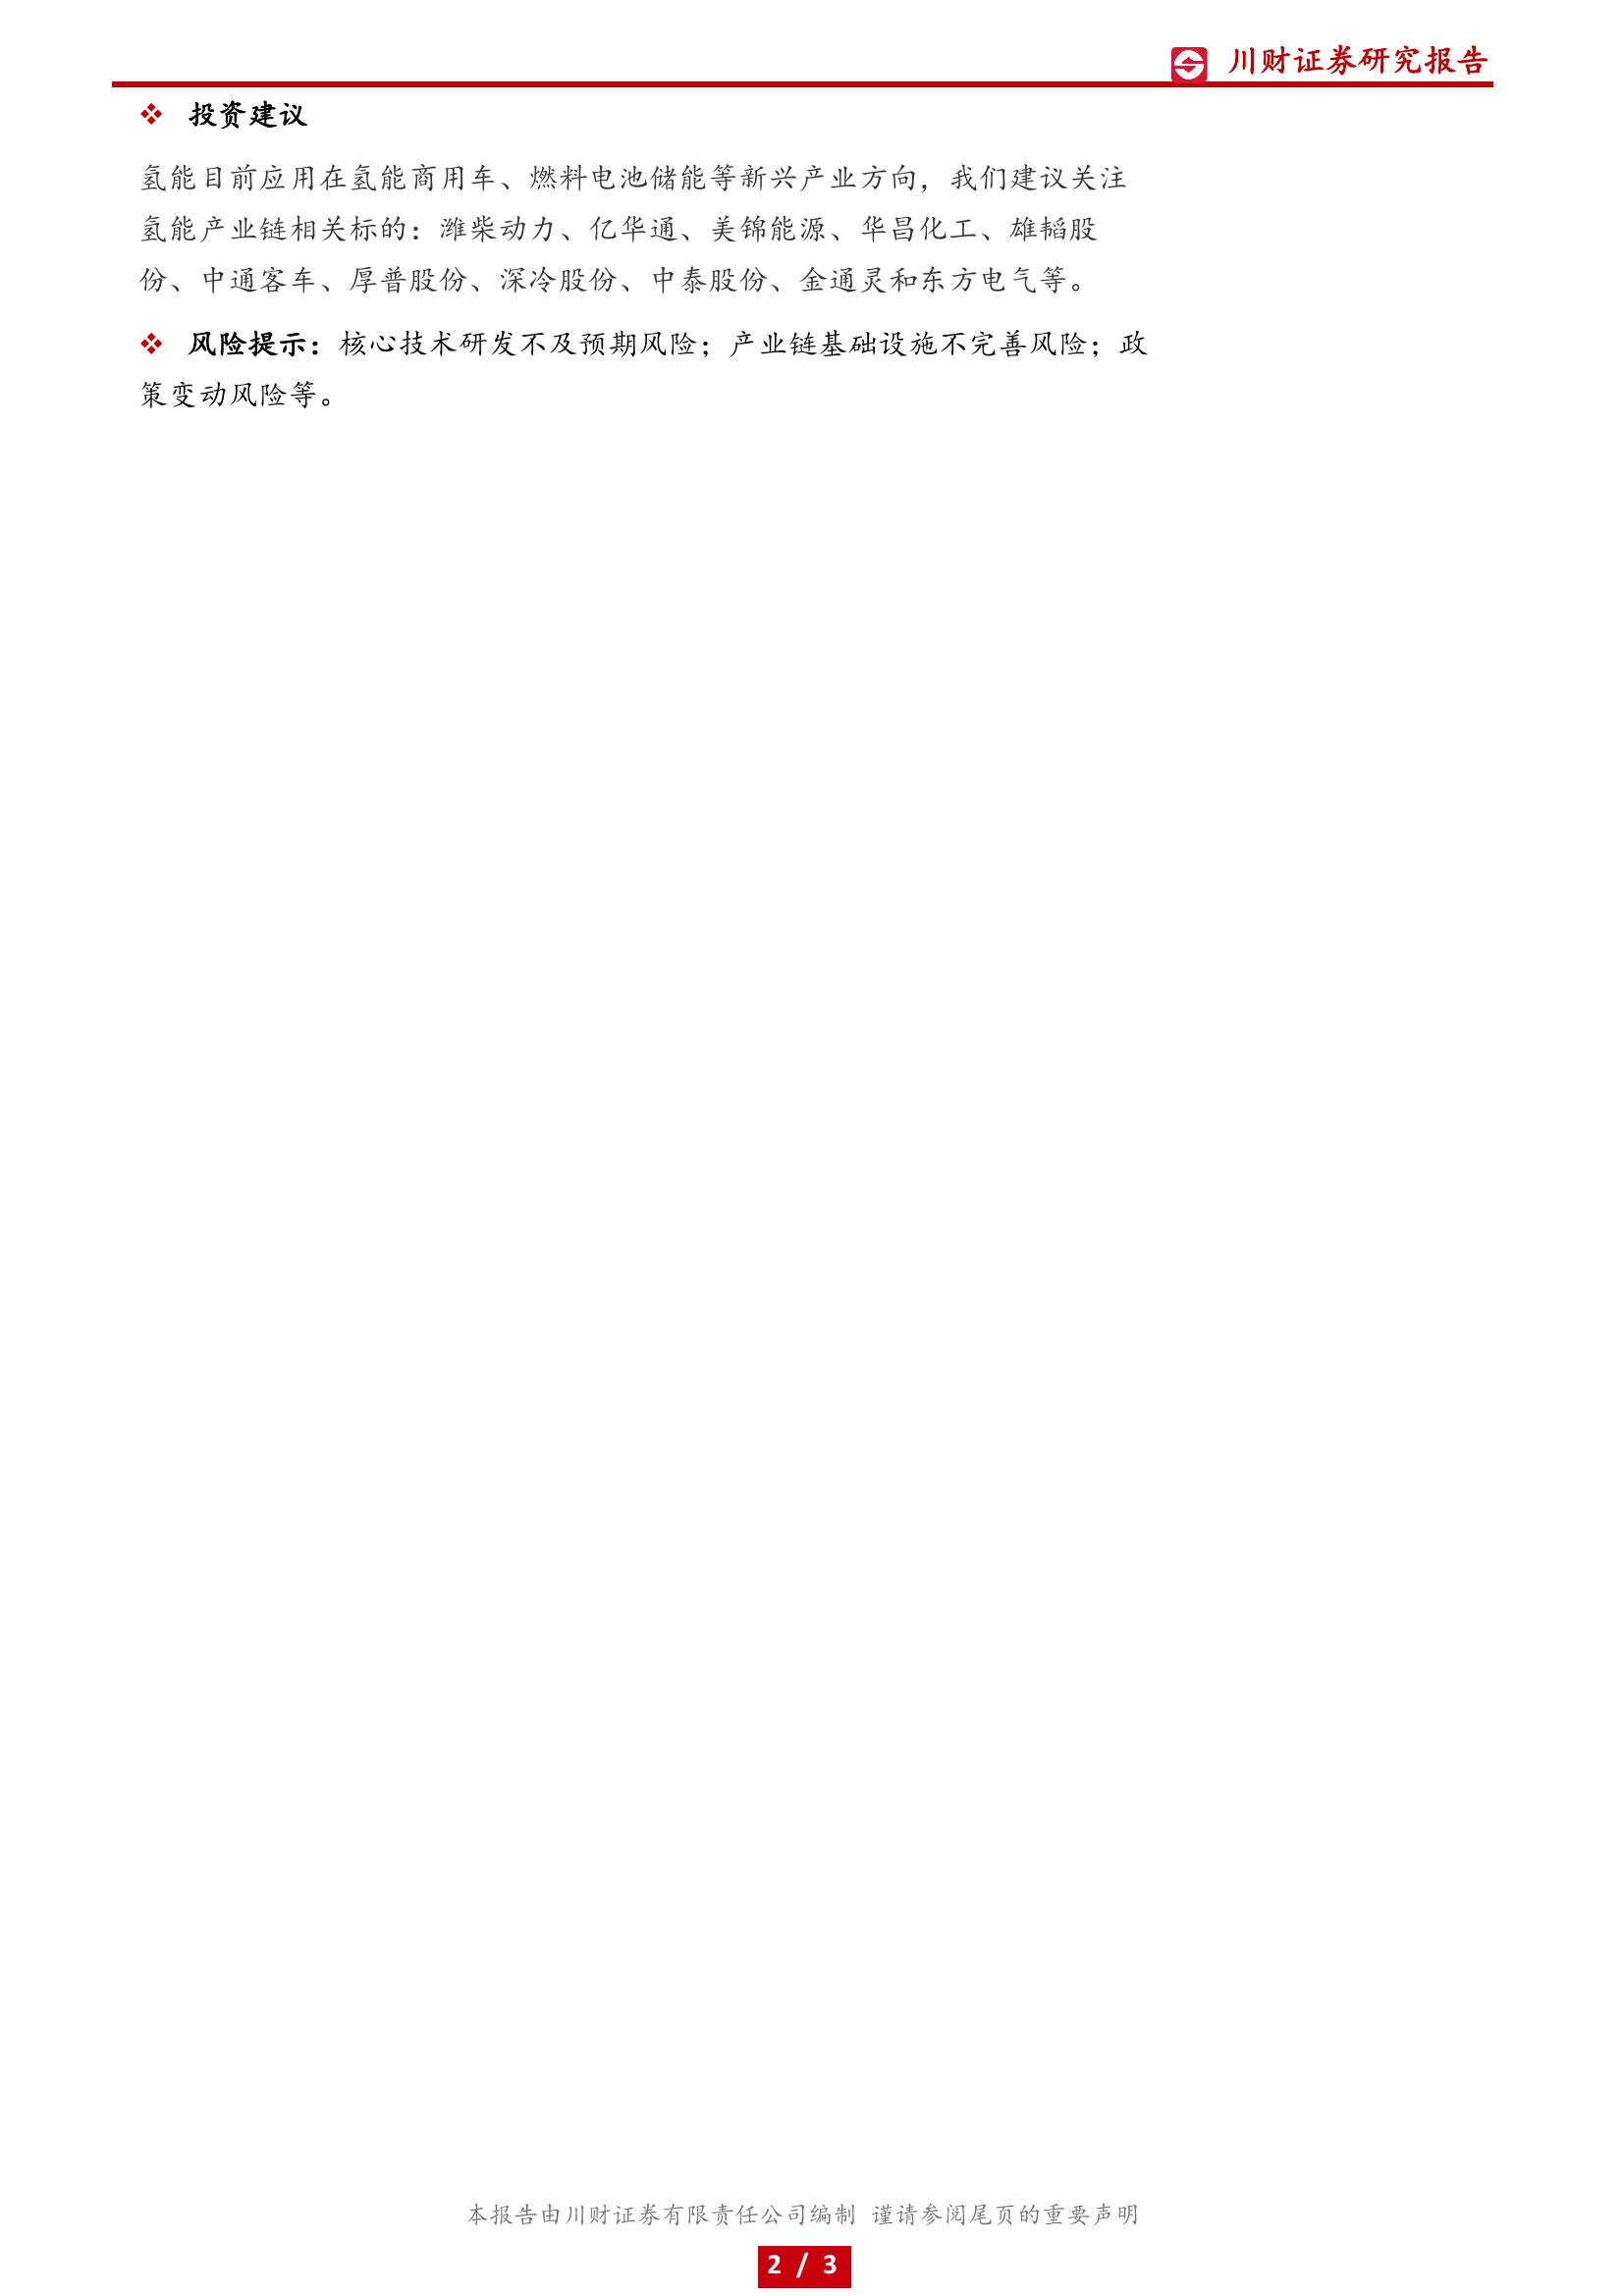 川财证券研究报告
❖ 投资建议
氢能目前应用在氢能商用车、燃料电池储能等新兴产业方向，我们建议关注
氢能产业链相关标的：潍柴动力、亿华通、美锦能源、华昌化工、雄韬股
份、中通客车、厚普股份、深冷股份、中泰股份、金通灵和东方电气等。
❖ 风险提示：核心技术研发不及预期风险；产业链基础设施不完善风险；政
策变动风险等。
本报告由川财证券有限责任公司编制 谨请参阅尾页的重要声明
2 / 3